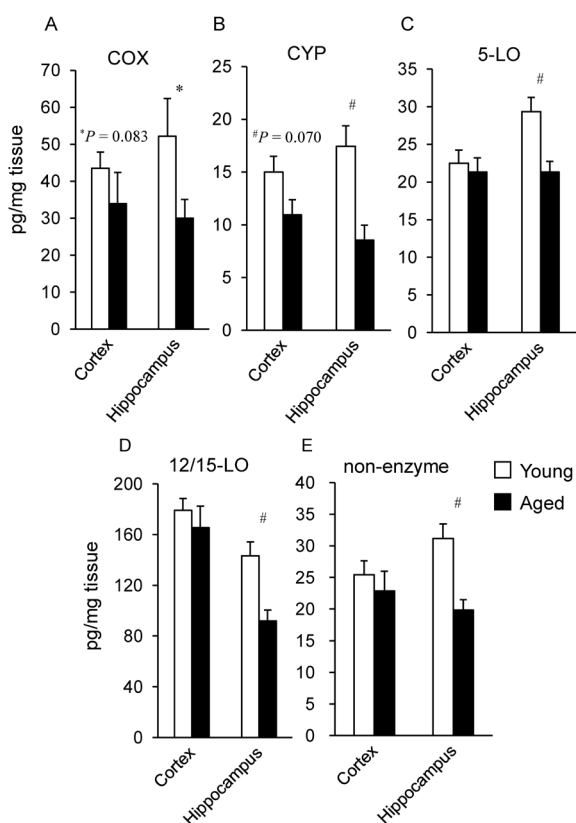 A
COX
pg/mg tissue
70
60
50
40
30
20
10
0
*P = 0.083
*
Cortex
Hippocampus
B
CYP
25
20
15
10
5
0
#P = 0.070
#
Cortex
Hippocampus
C
5-LO
35
30
25
20
15
10
5
0
#
Cortex
Hippocampus
D
12/15-LO
pg/mg tissue
200
160
120
80
40
0
#
Cortex
Hippocampus
E
non-enzyme
40
35
30
25
20
15
10
5
0
#
Cortex
Hippocampus
Young
Aged